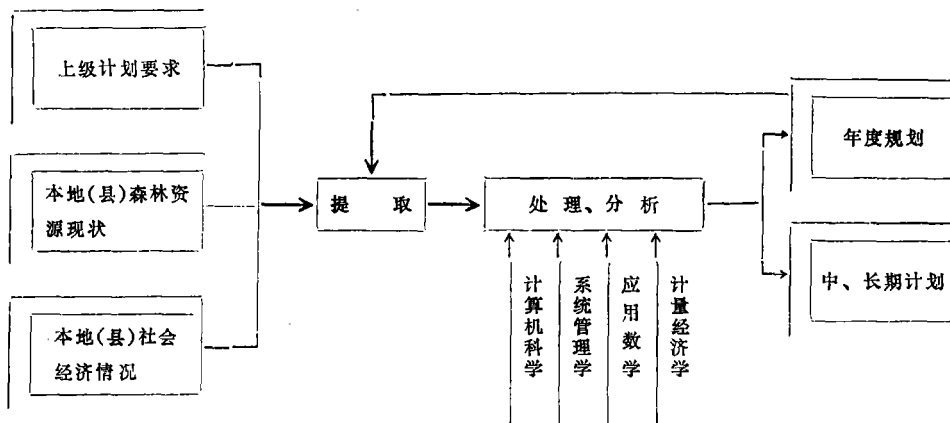 上级计划要求
本地(县)森林资
源现状
本地(县)社会
经济情况
提 取
处 理、分 析
计算机科学
系统管理学
应用数学
计量经济学
年度规划
中、长期计划